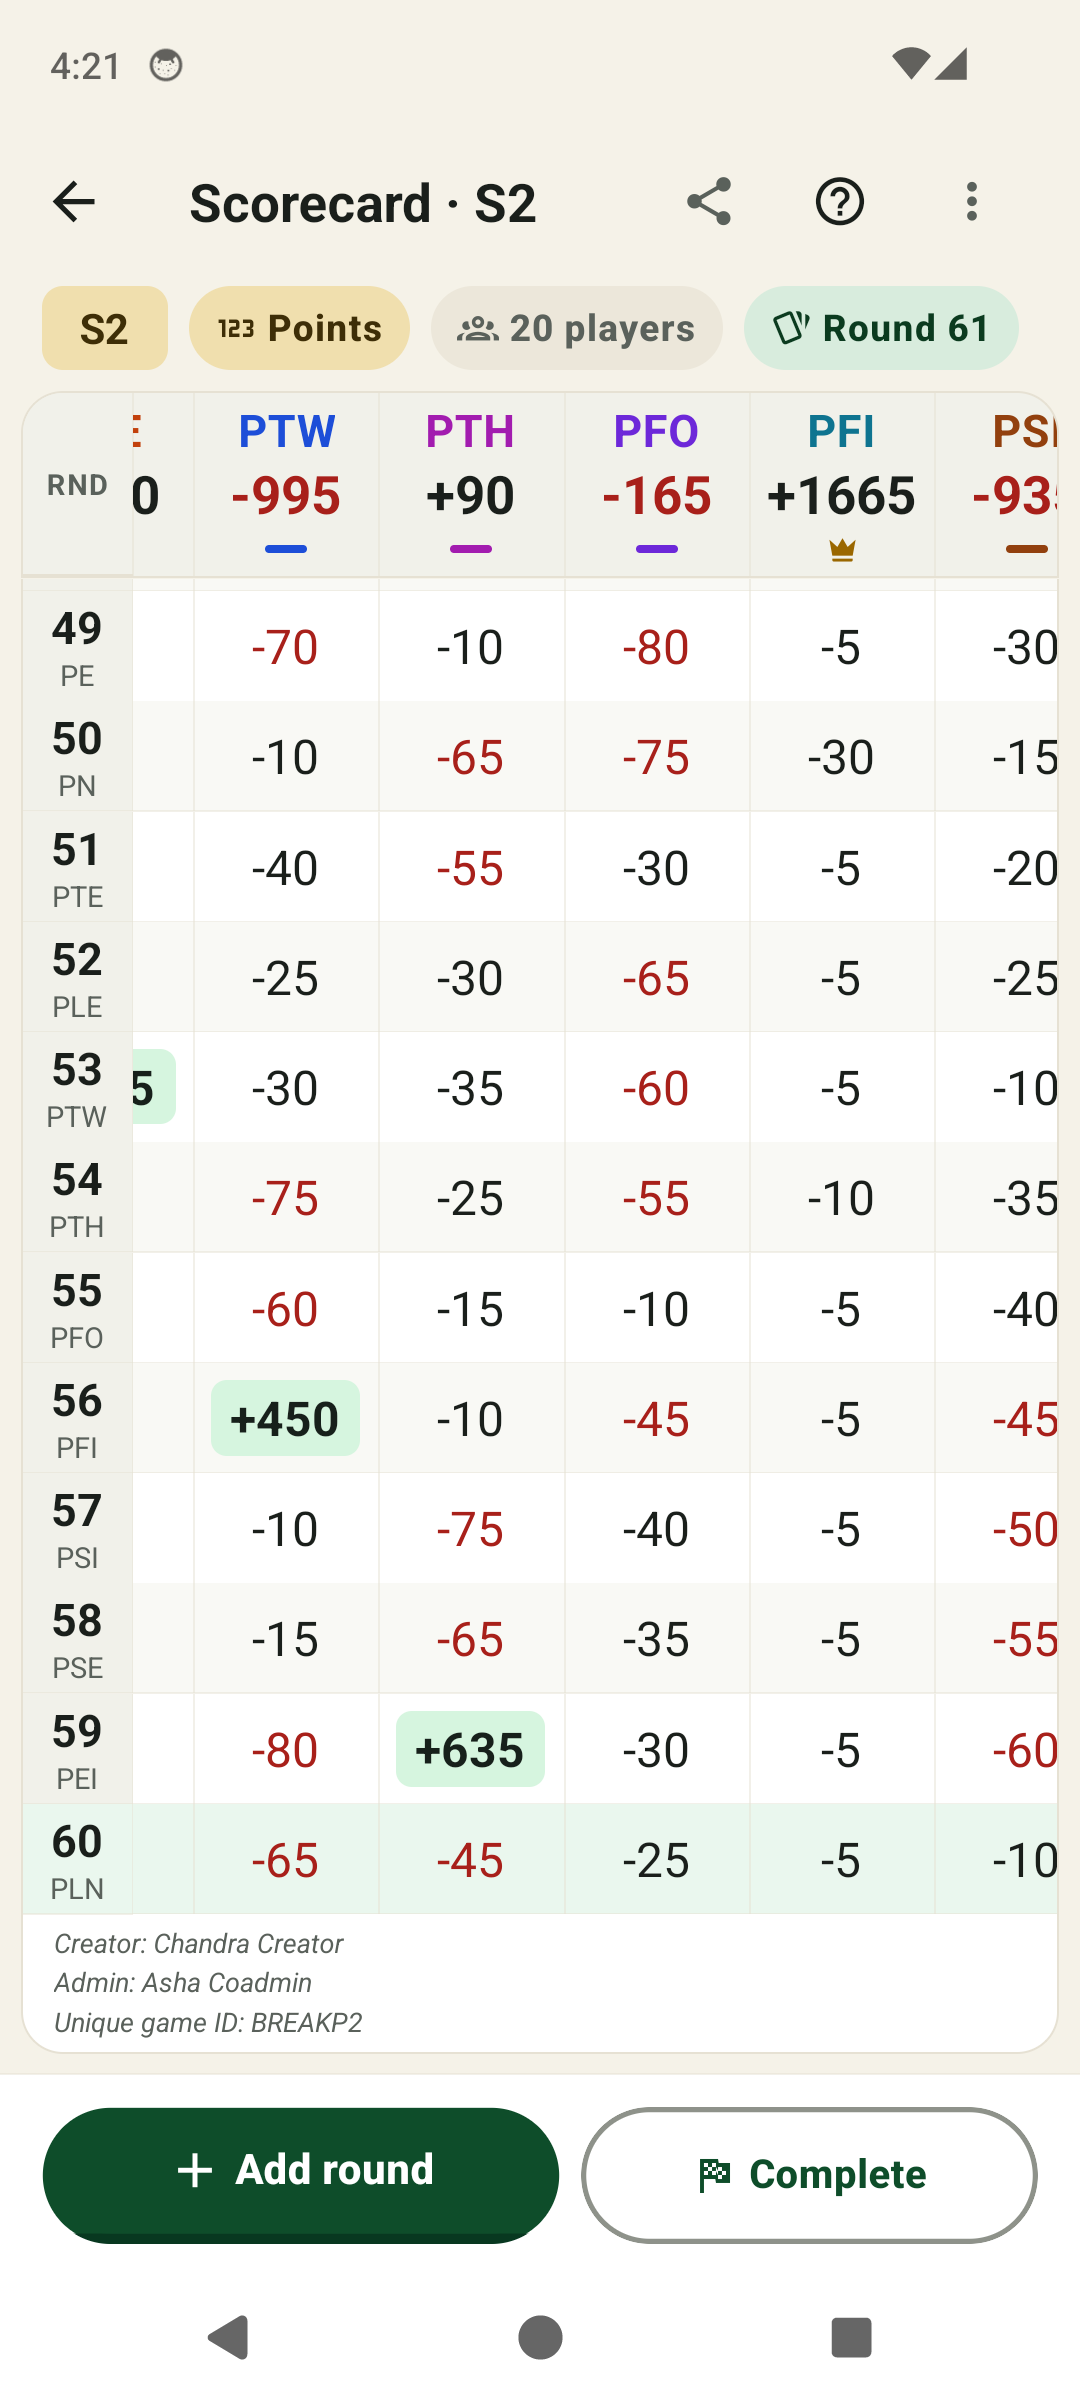 4:21
Scorecard · S2
S2 123 Points 20 players Round 61
RND E PTW PTH PFO PFI PSI
0 -995 +90 -165 +1665 -935
49 PE -70 -10 -80 -5 -30
50 PN -10 -65 -75 -30 -15
51 PTE -40 -55 -30 -5 -20
52 PLE -25 -30 -65 -5 -25
53 PTW 5 -30 -35 -60 -5 -10
54 PTH -75 -25 -55 -10 -35
55 PFO -60 -15 -10 -5 -40
56 PFI +450 -10 -45 -5 -45
57 PSI -10 -75 -40 -5 -50
58 PSE -15 -65 -35 -5 -55
59 PEI -80 +635 -30 -5 -60
60 PLN -65 -45 -25 -5 -10
Creator: Chandra Creator
Admin: Asha Coadmin
Unique game ID: BREAKP2
+ Add round Complete